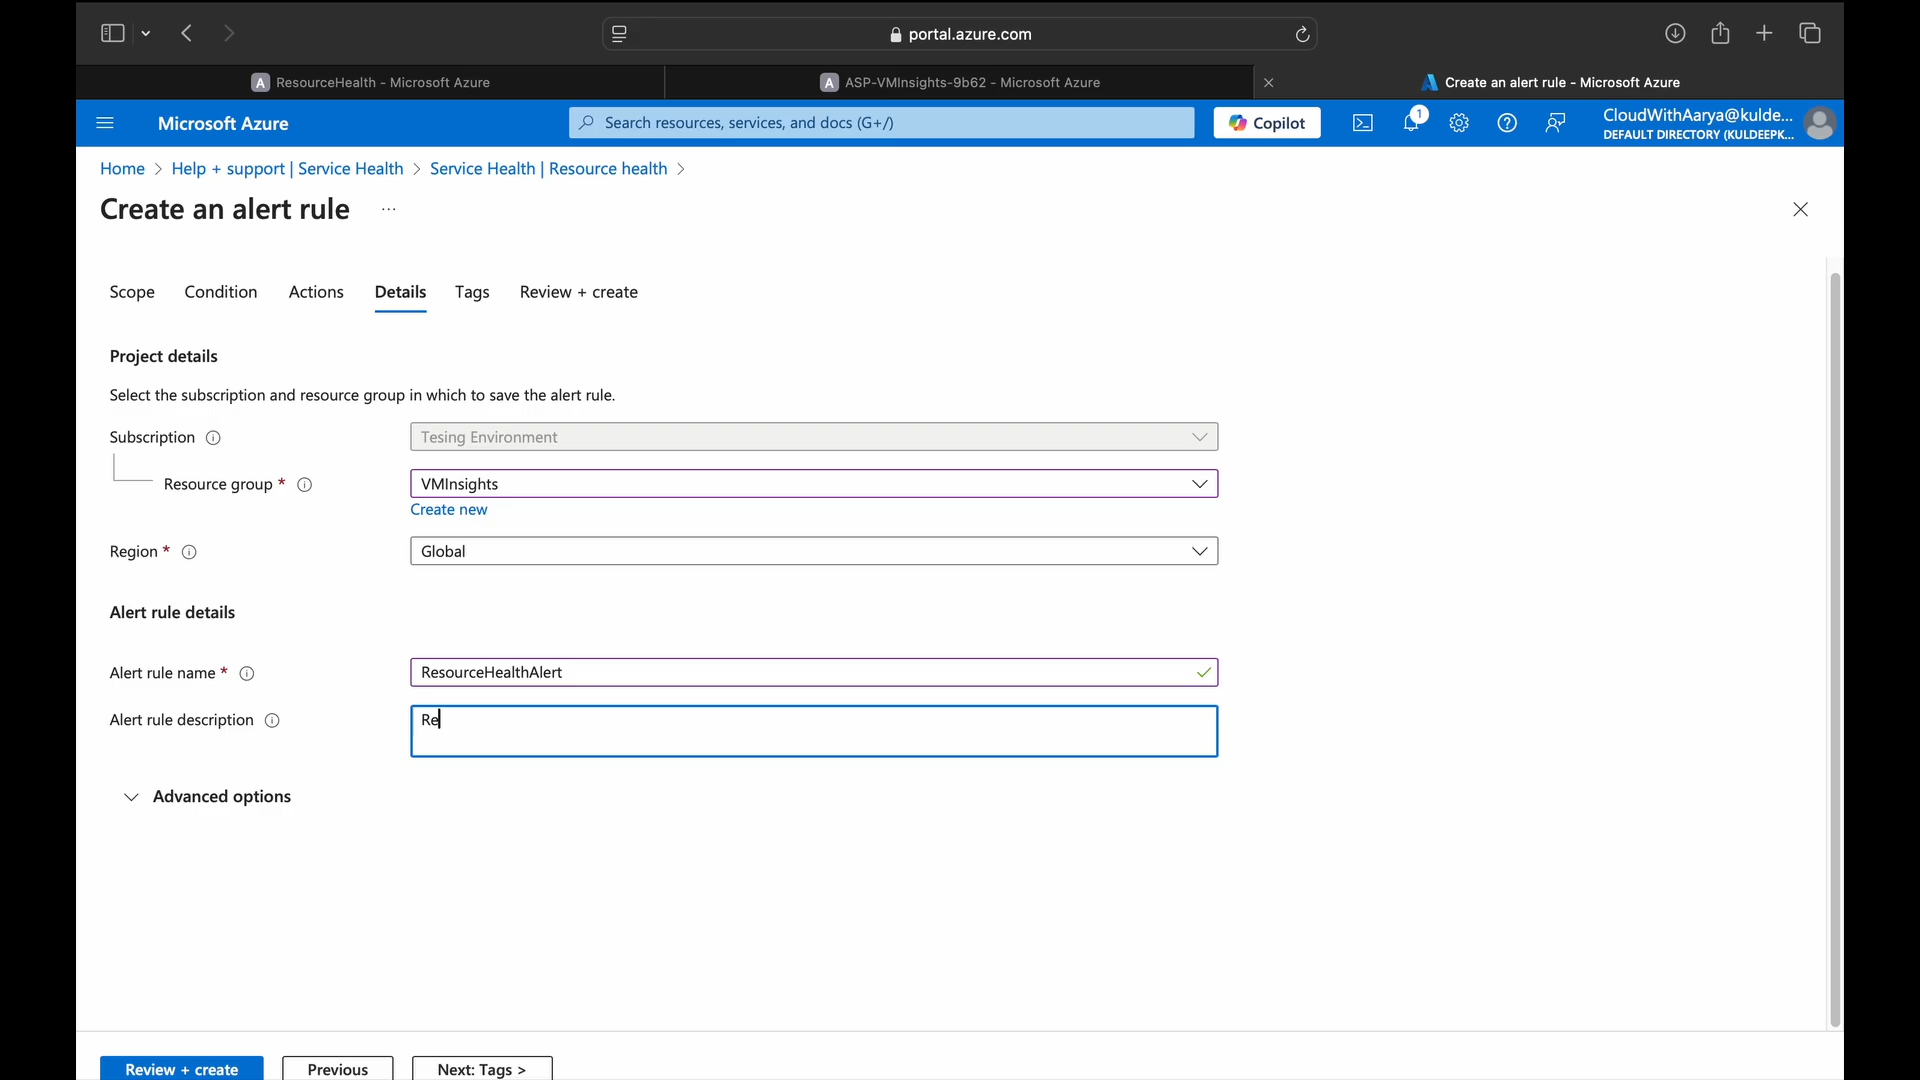 portal.azure.com
A ResourceHealth - Microsoft Azure
A ASP-VMInsights-9b62 - Microsoft Azure
Create an alert rule - Microsoft Azure
Microsoft Azure
Search resources, services, and docs (G+/)
Copilot
1
CloudWithAarya@kulde...
DEFAULT DIRECTORY (KULDEEPK...
Home > Help + support | Service Health > Service Health | Resource health >
Create an alert rule ...
Scope Condition Actions Details Tags Review + create
Project details
Select the subscription and resource group in which to save the alert rule.
Subscription
Tesing Environment
Resource group *
VMInsights
Create new
Region *
Global
Alert rule details
Alert rule name *
ResourceHealthAlert
Alert rule description
Re
Advanced options
Review + create
Previous
Next: Tags >